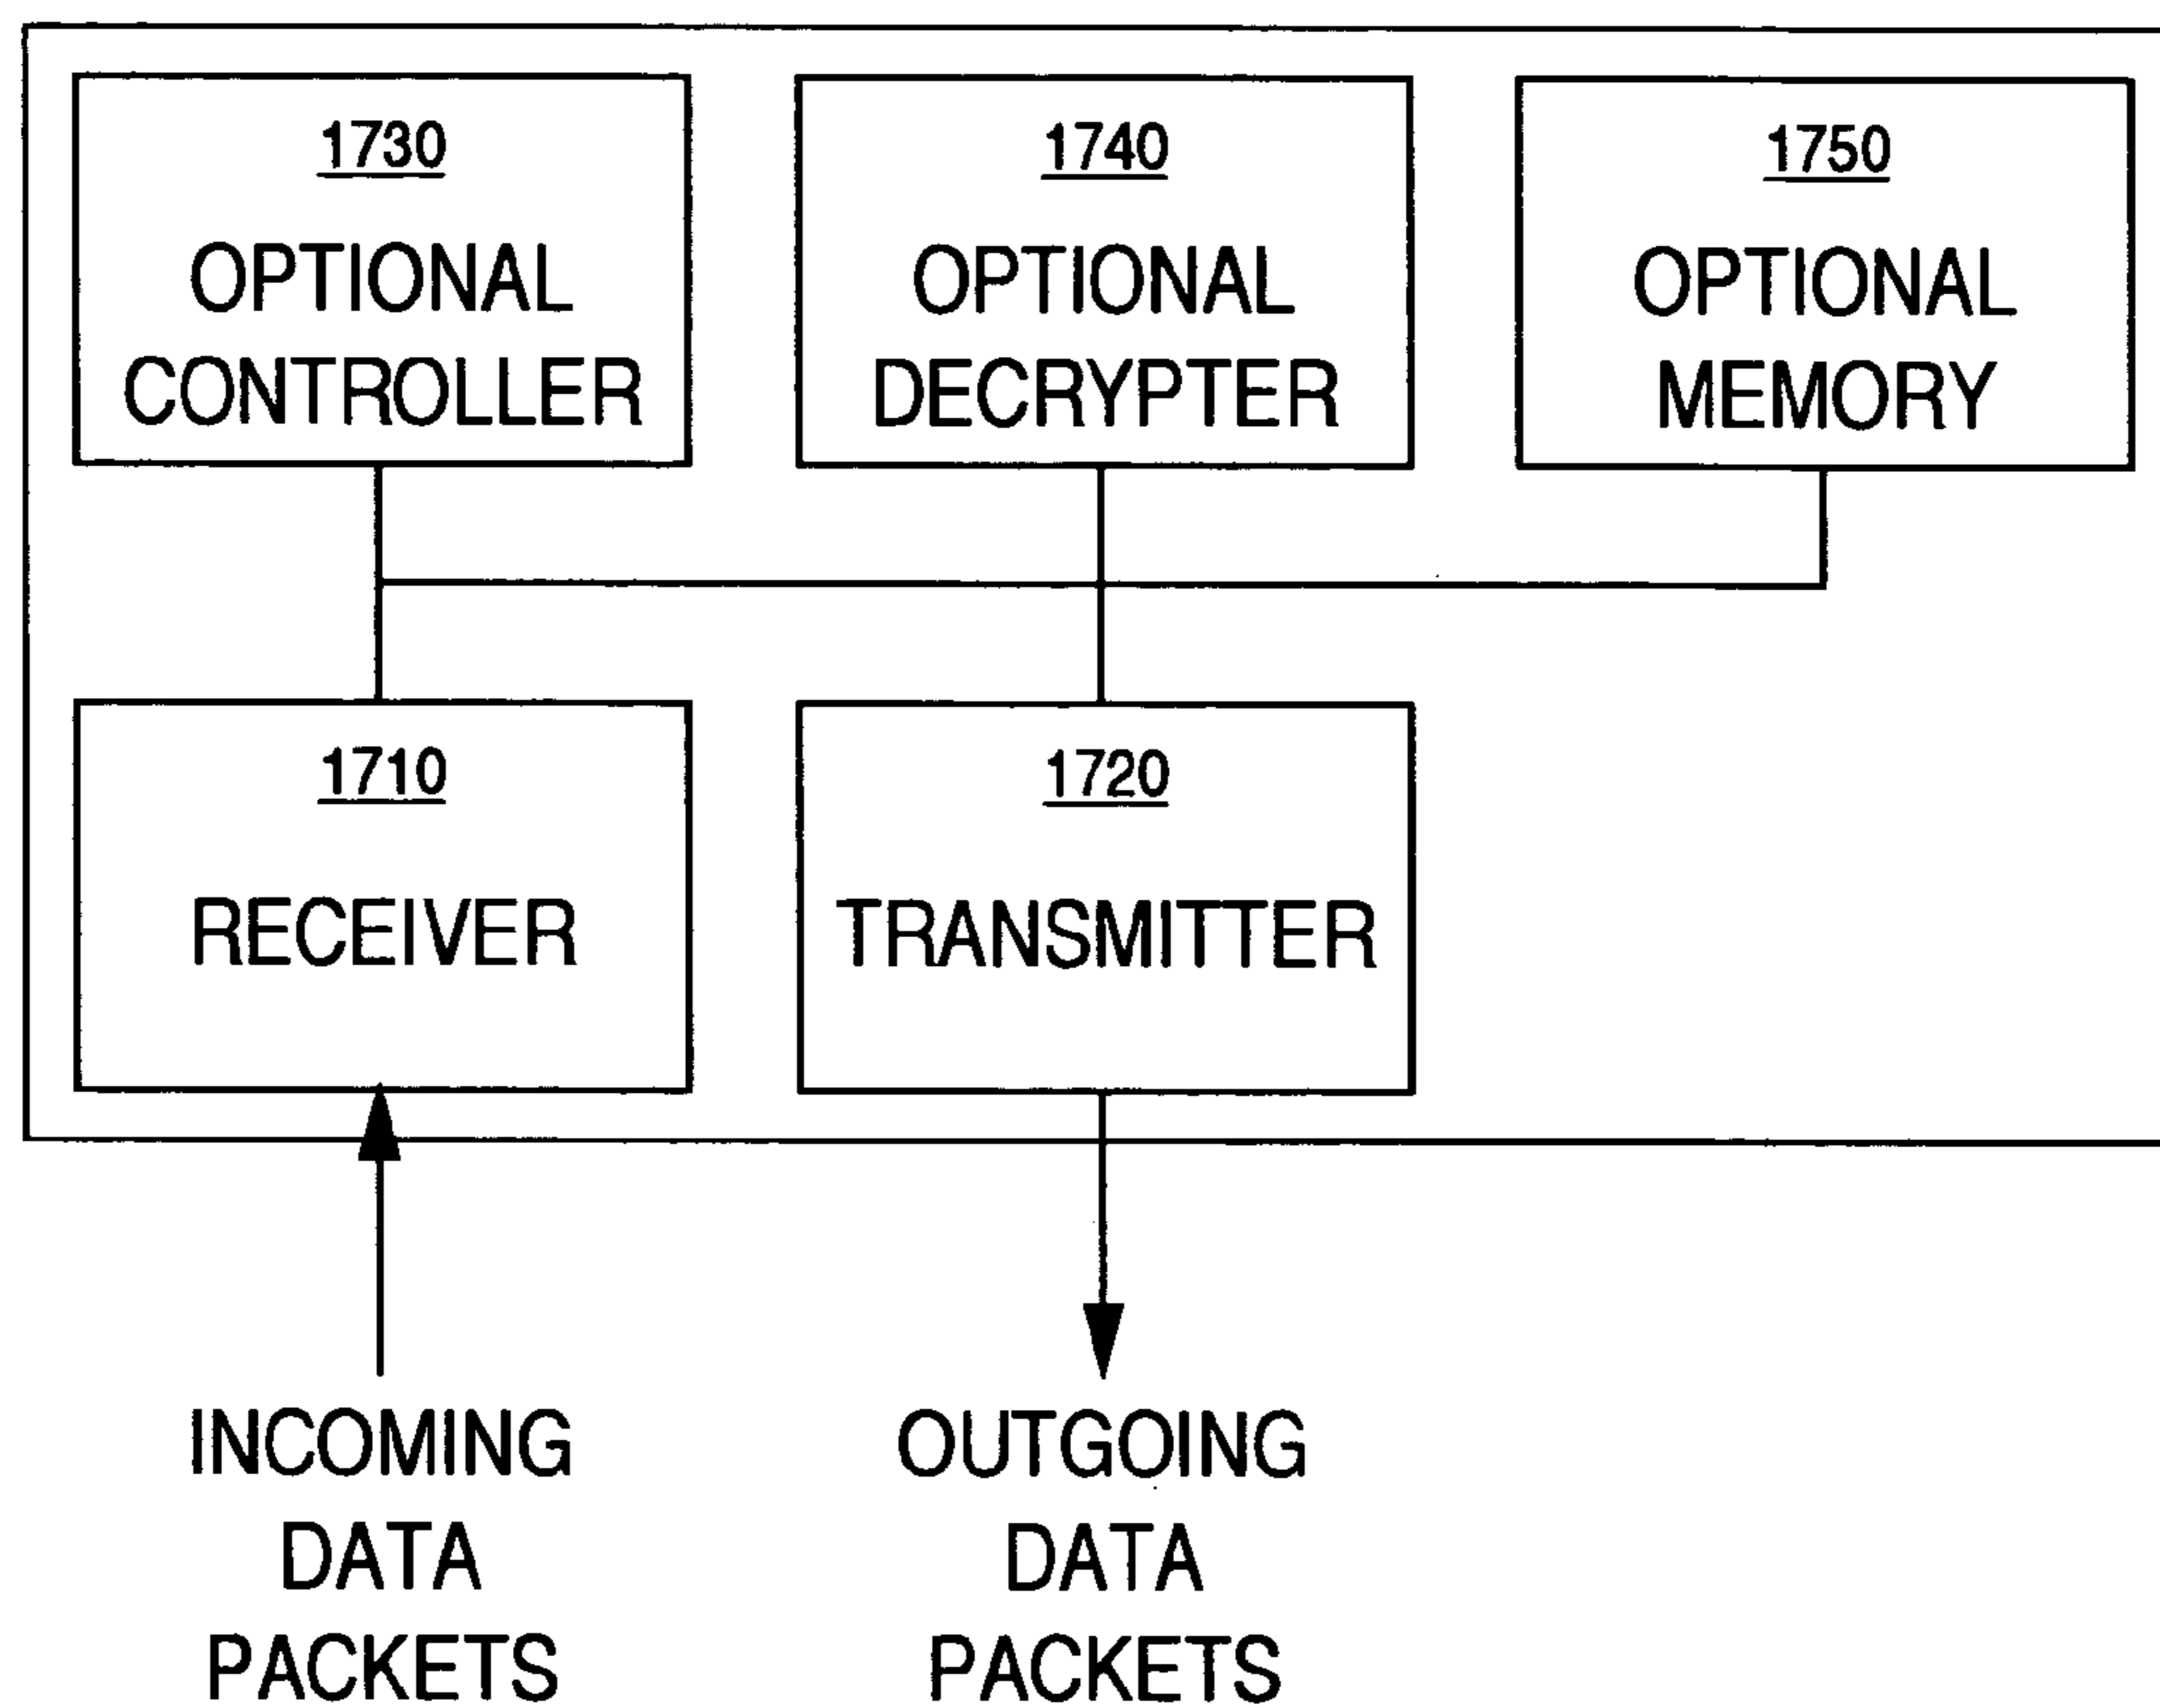 1730
OPTIONAL
CONTROLLER
1740
OPTIONAL
DECRYPTER
1750
OPTIONAL
MEMORY
1710
RECEIVER
1720
TRANSMITTER
INCOMING
DATA
PACKETS
OUTGOING
DATA
PACKETS